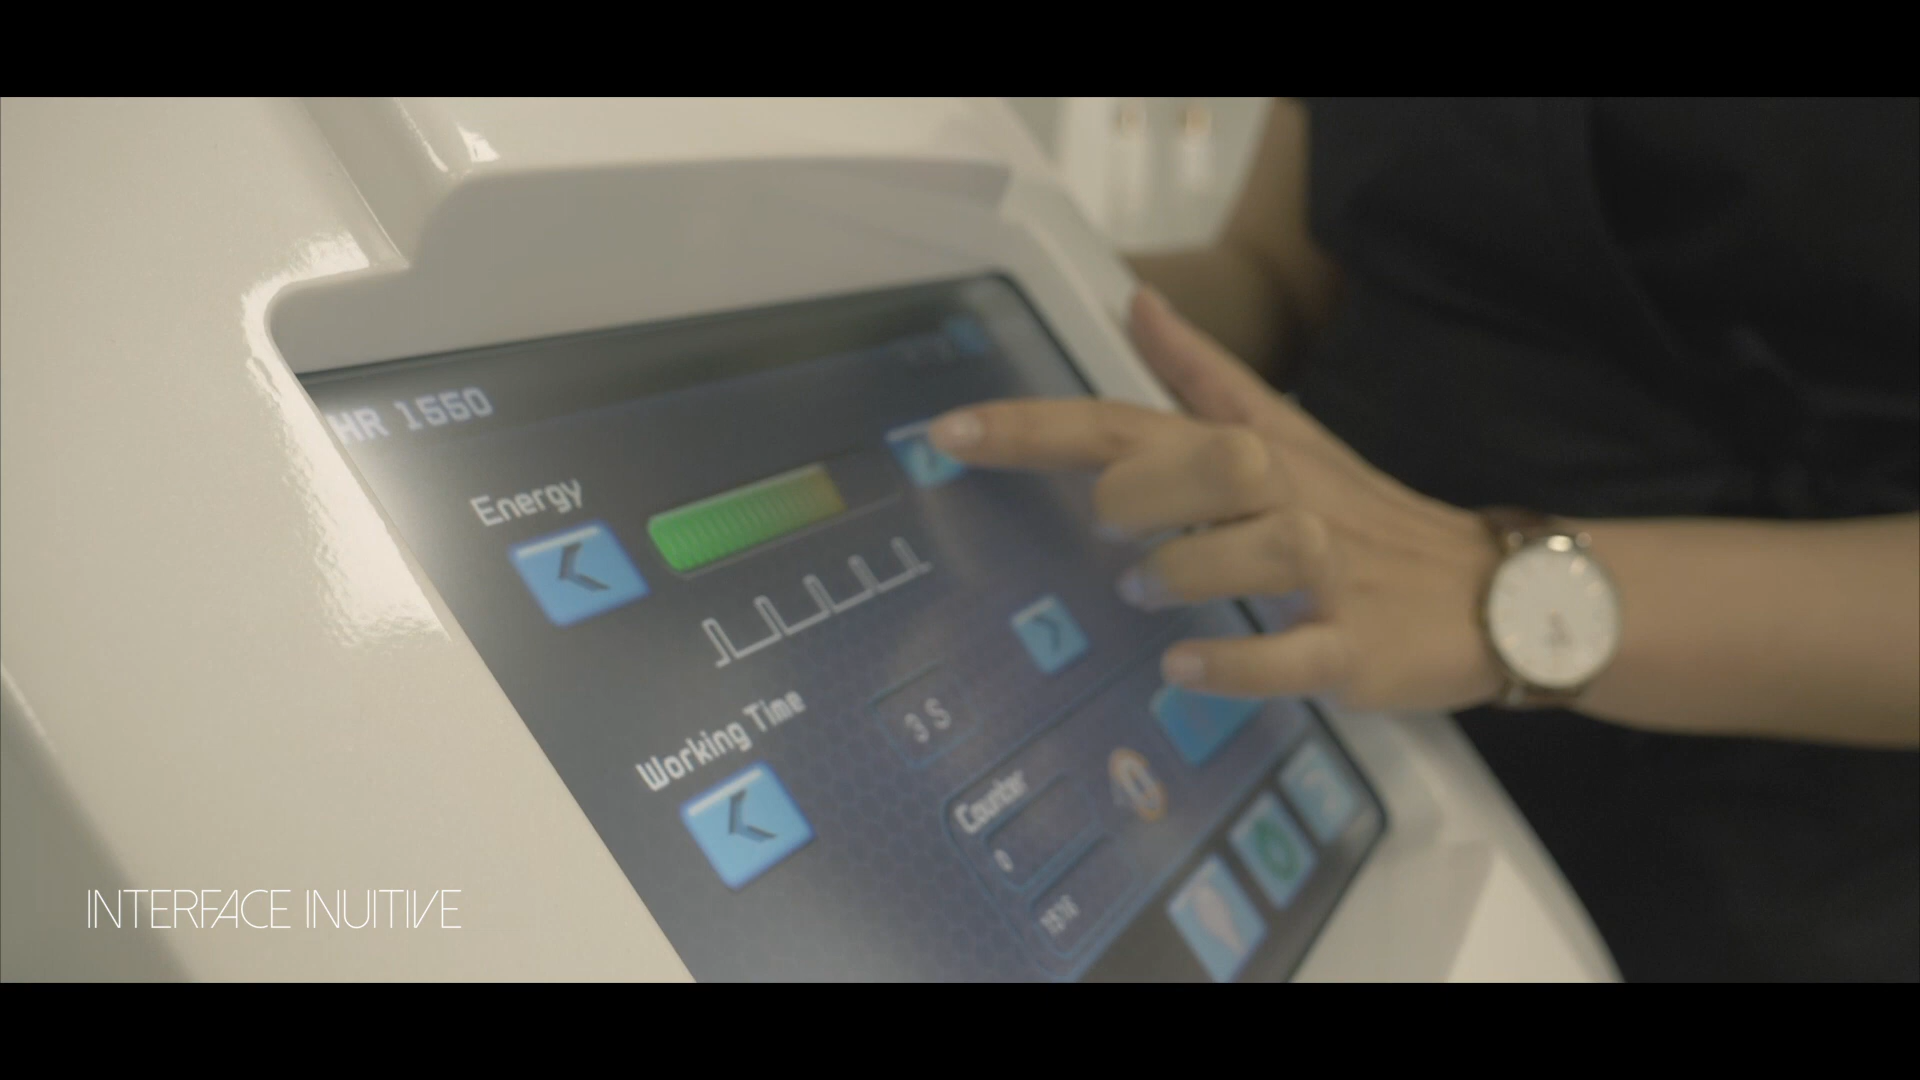 HR 1550
Energy
Working Time
3 S
Counter
0
INTERFACE INUITIVE